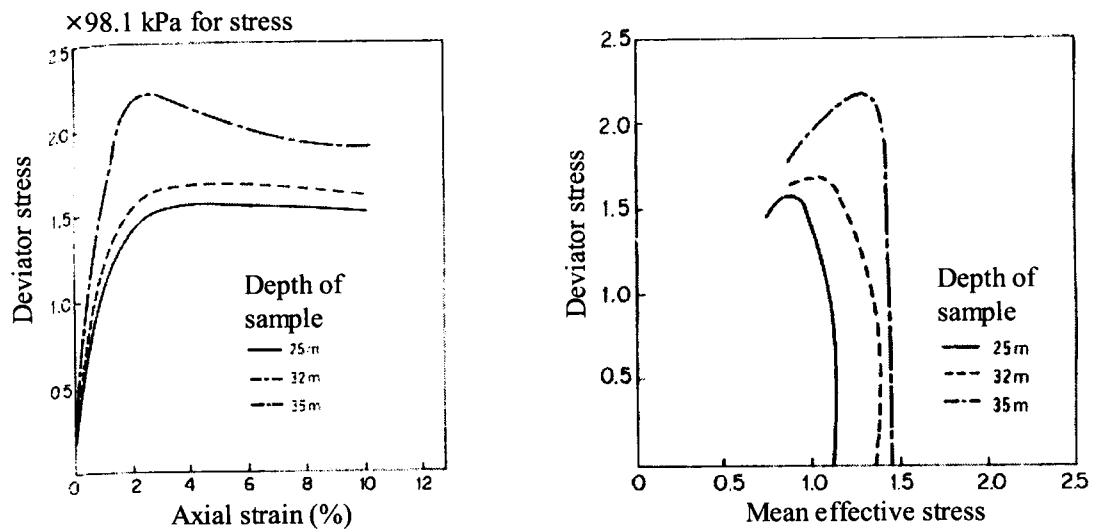 ×98.1 kPa for stress
2.5
2.0
1.5
1.0
0.5
0
2
4
6
8
10
12
Deviator stress
Axial strain (%)
Depth of
sample
25m
32m
35m
2.5
2.0
1.5
1.0
0.5
0
0.5
1.0
1.5
2.0
2.5
Deviator stress
Mean effective stress
Depth of
sample
25m
32m
35m